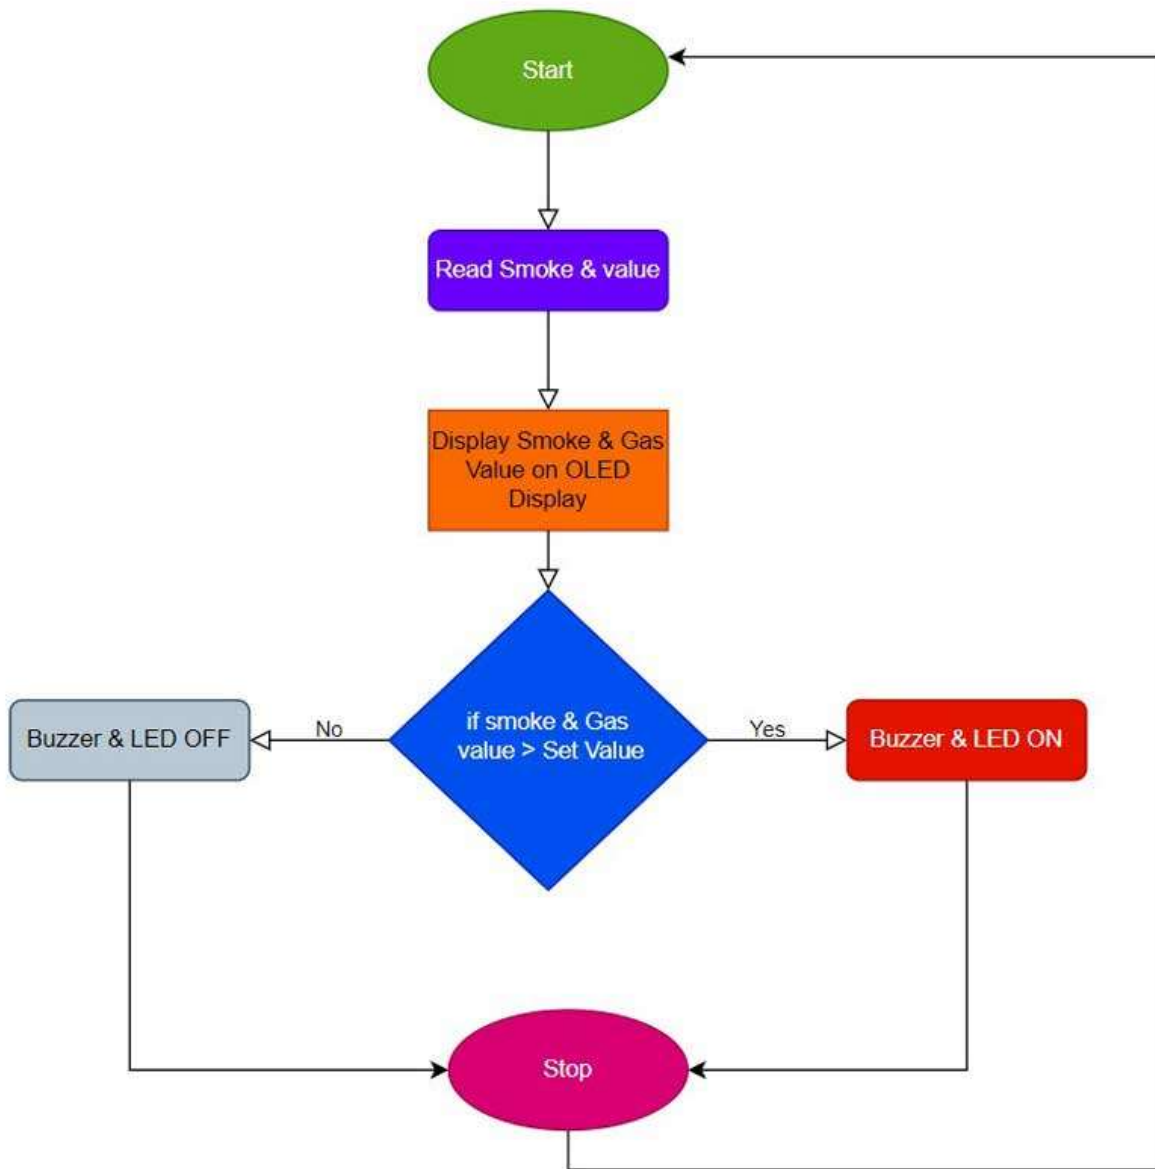 Start
Read Smoke & value
Display Smoke & Gas
Value on OLED
Display
if smoke & Gas
value > Set Value
No
Yes
Buzzer & LED OFF
Buzzer & LED ON
Stop